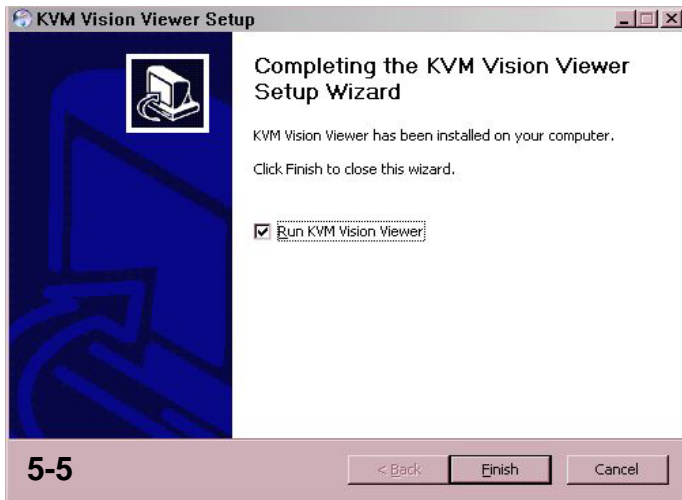 KVM Vision Viewer Setup
Completing the KVM Vision Viewer
Setup Wizard
KVM Vision Viewer has been installed on your computer.
Click Finish to close this wizard.
Run KVM Vision Viewer
5-5
< Back Finish Cancel